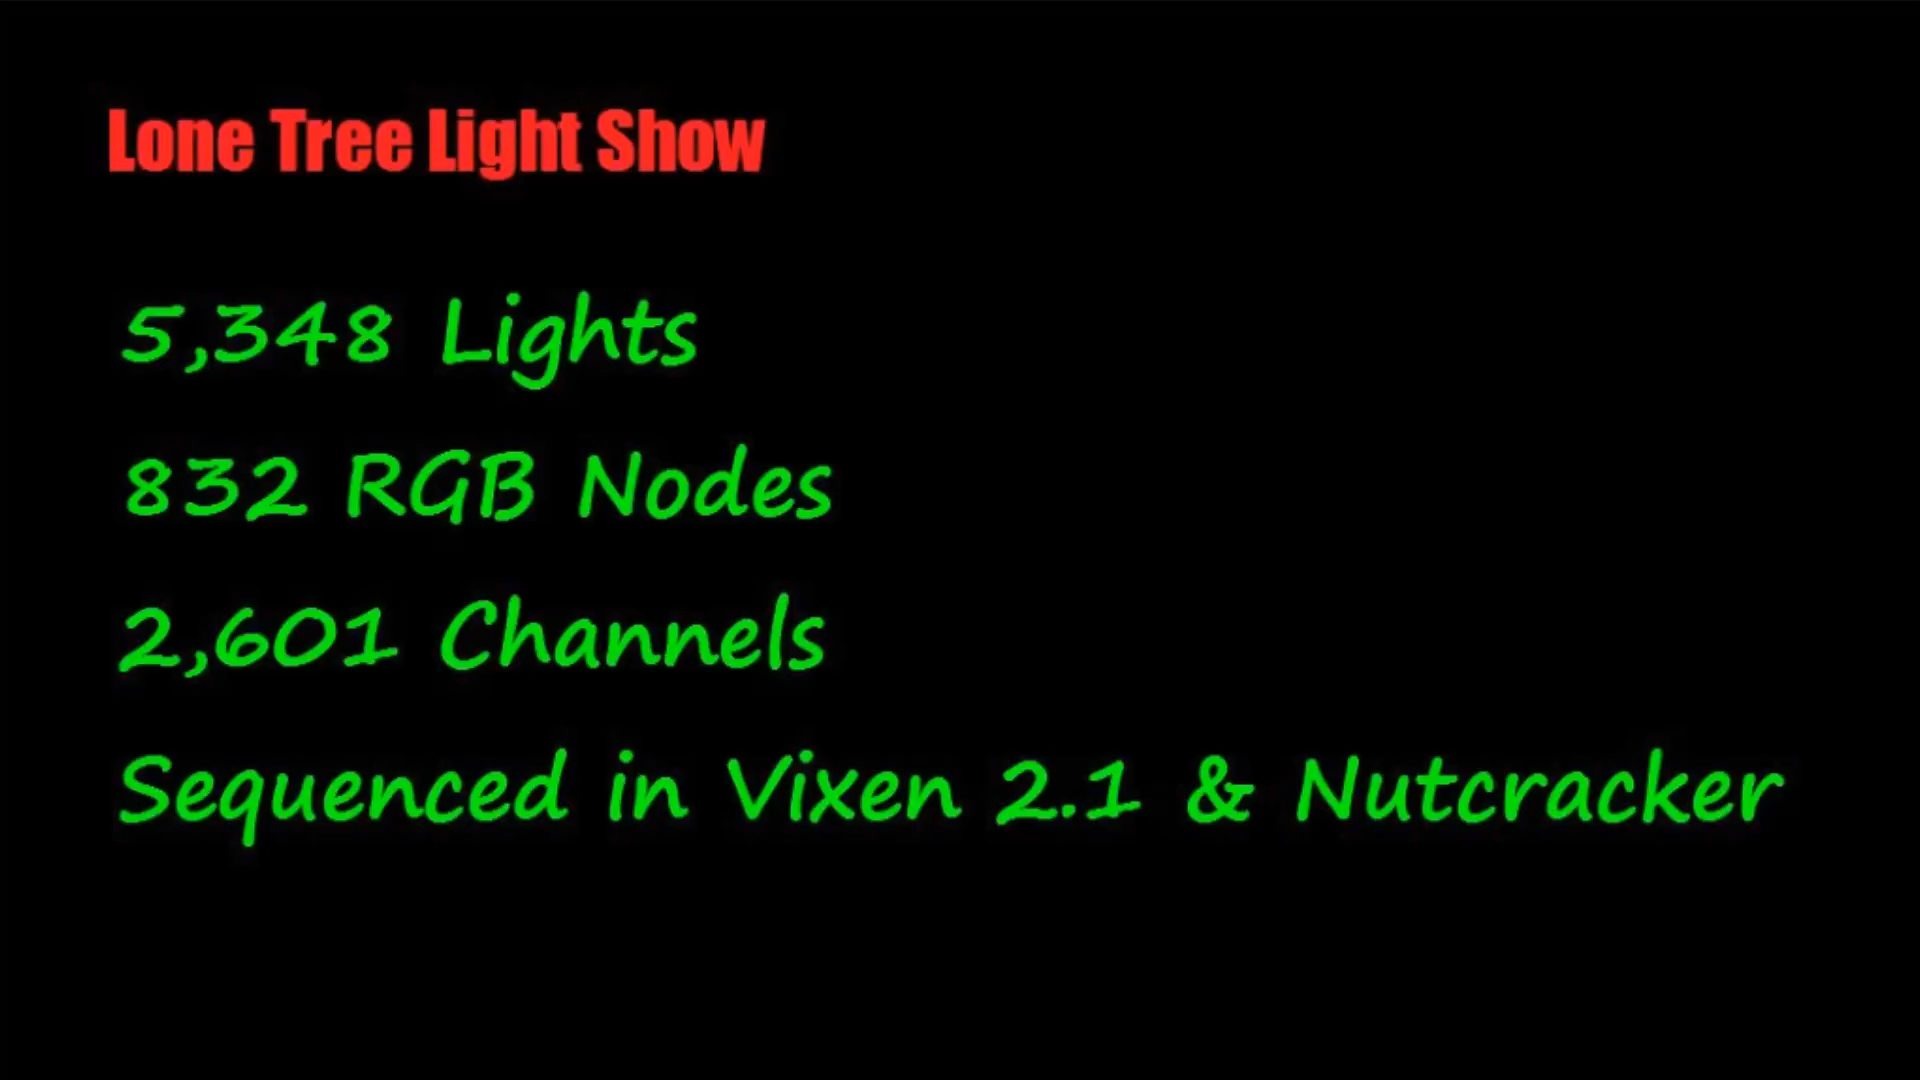 Lone Tree Light Show
5,348 Lights
832 RGB Nodes
2,601 Channels
Sequenced in Vixen 2.1 & Nutcracker